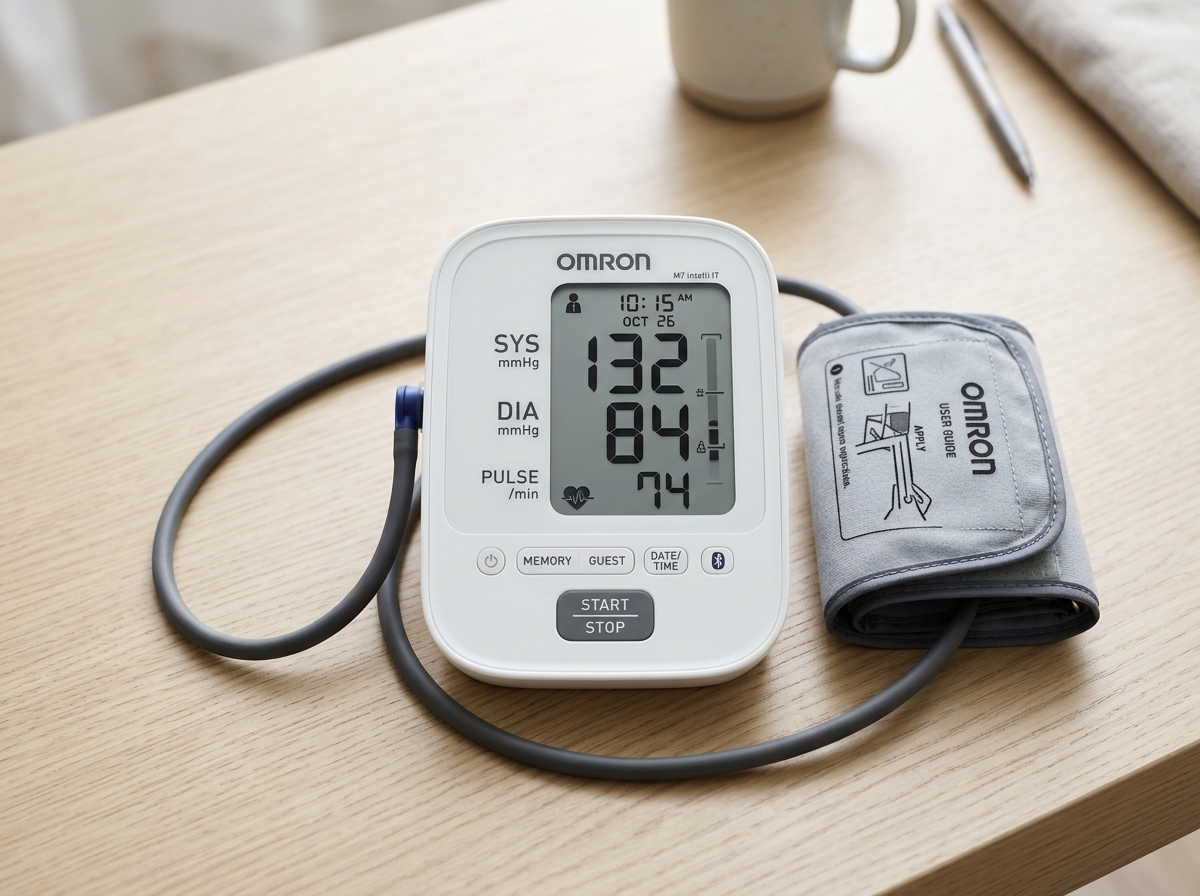 OMRON
10:15 AM
OCT 26
SYS
mmHg
132
DIA
mmHg
84
PULSE
/min
74
MEMORY
GUEST
DATE/
TIME
START
STOP
OMRON
USER GUIDE
APPLY